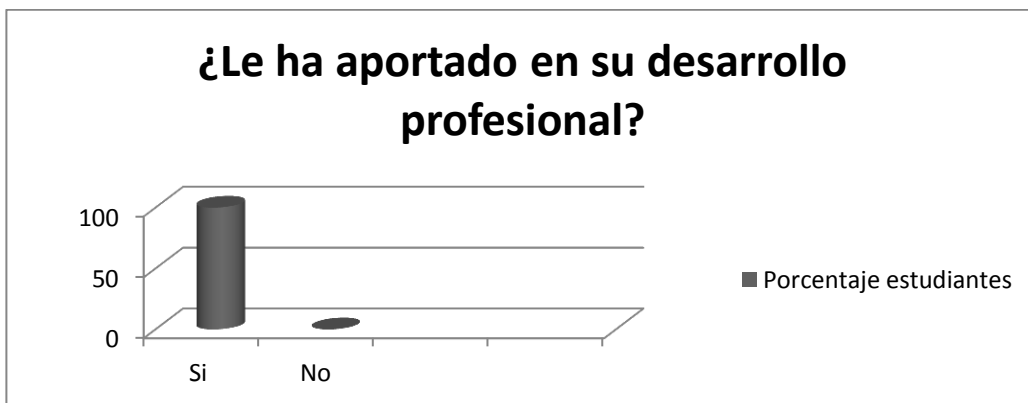 ¿Le ha aportado en su desarrollo
profesional?
100
50
0
Si
No
Porcentaje estudiantes